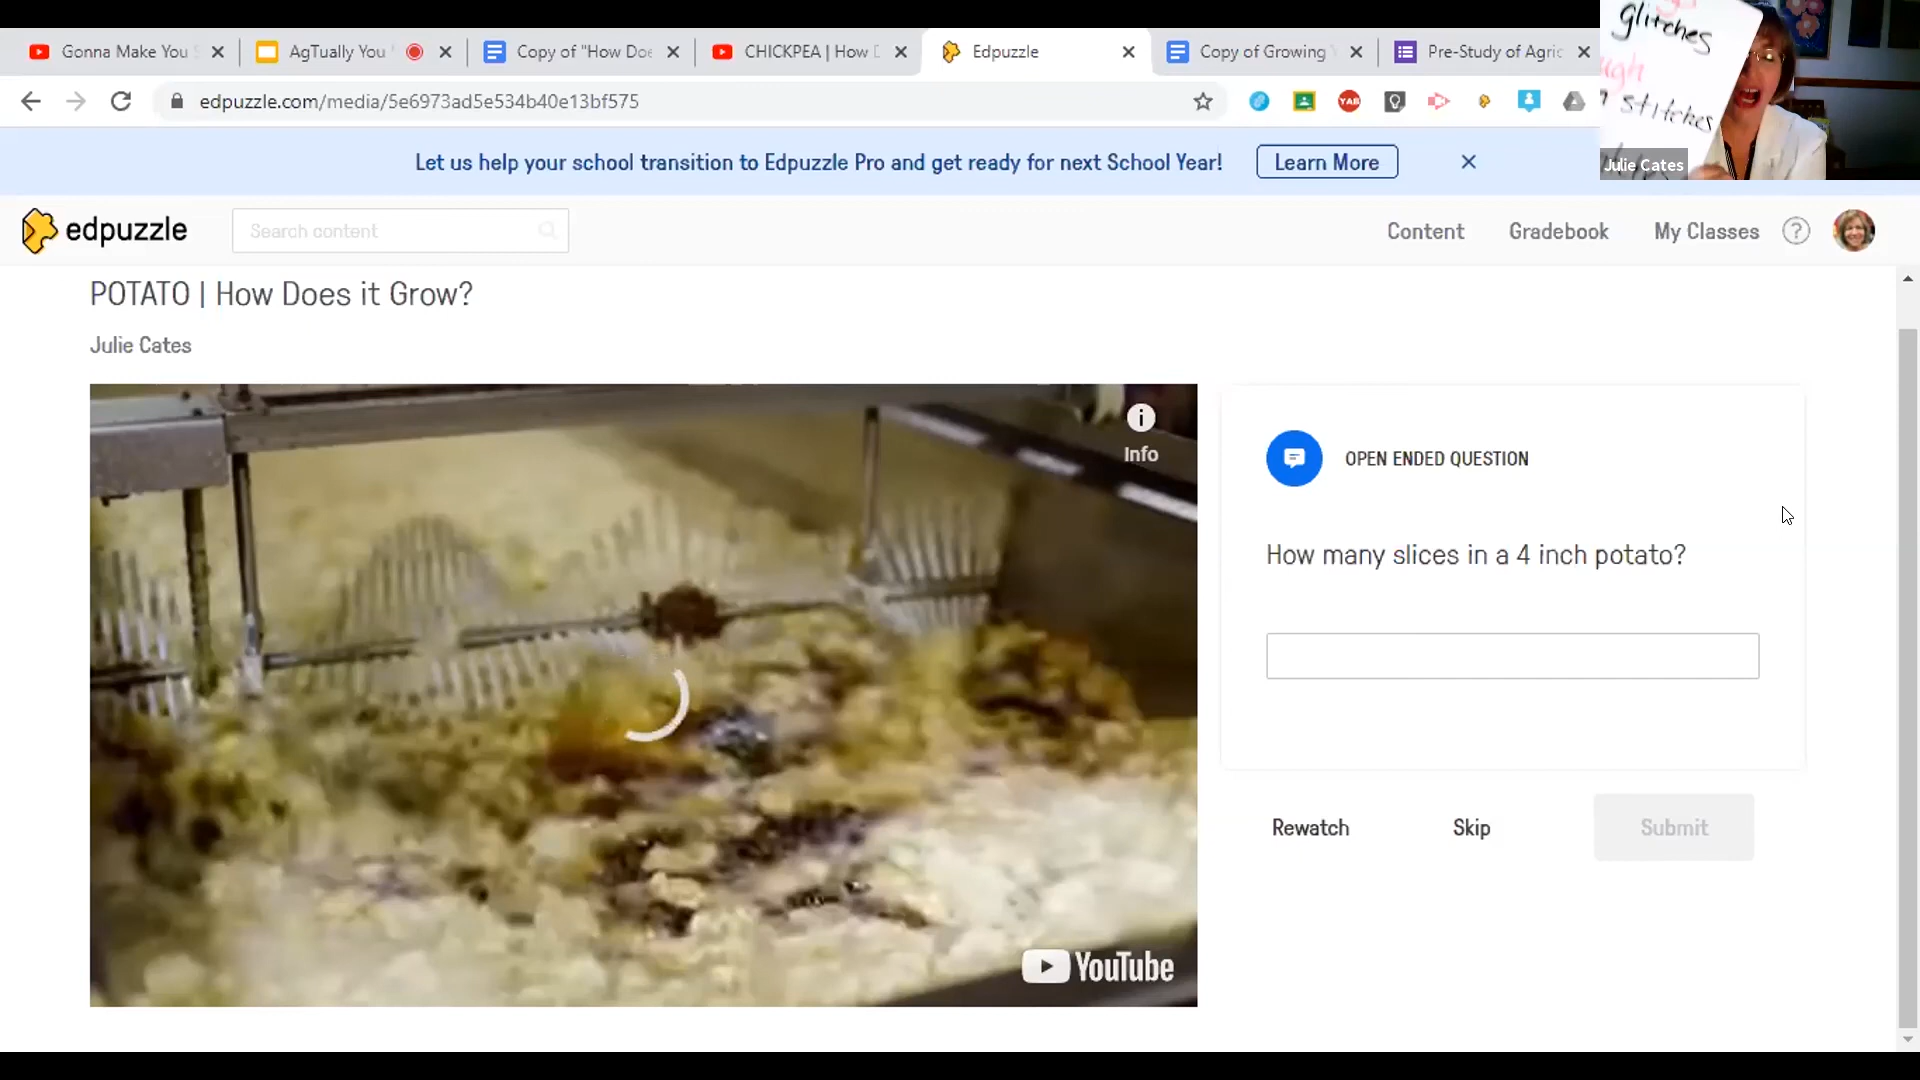 Gonna Make You S
AgTually You
Copy of "How Doe
CHICKPEA | How D
Edpuzzle
Copy of Growing
Pre-Study of Agric
glitches
stitches
edpuzzle.com/media/5e6973ad5e534b40e13bf575
YAB
Let us help your school transition to Edpuzzle Pro and get ready for next School Year!
Learn More
Julie Cates
edpuzzle
Search content
Content
Gradebook
My Classes
POTATO | How Does it Grow?
Julie Cates
Info
OPEN ENDED QUESTION
How many slices in a 4 inch potato?
Rewatch
Skip
Submit
YouTube